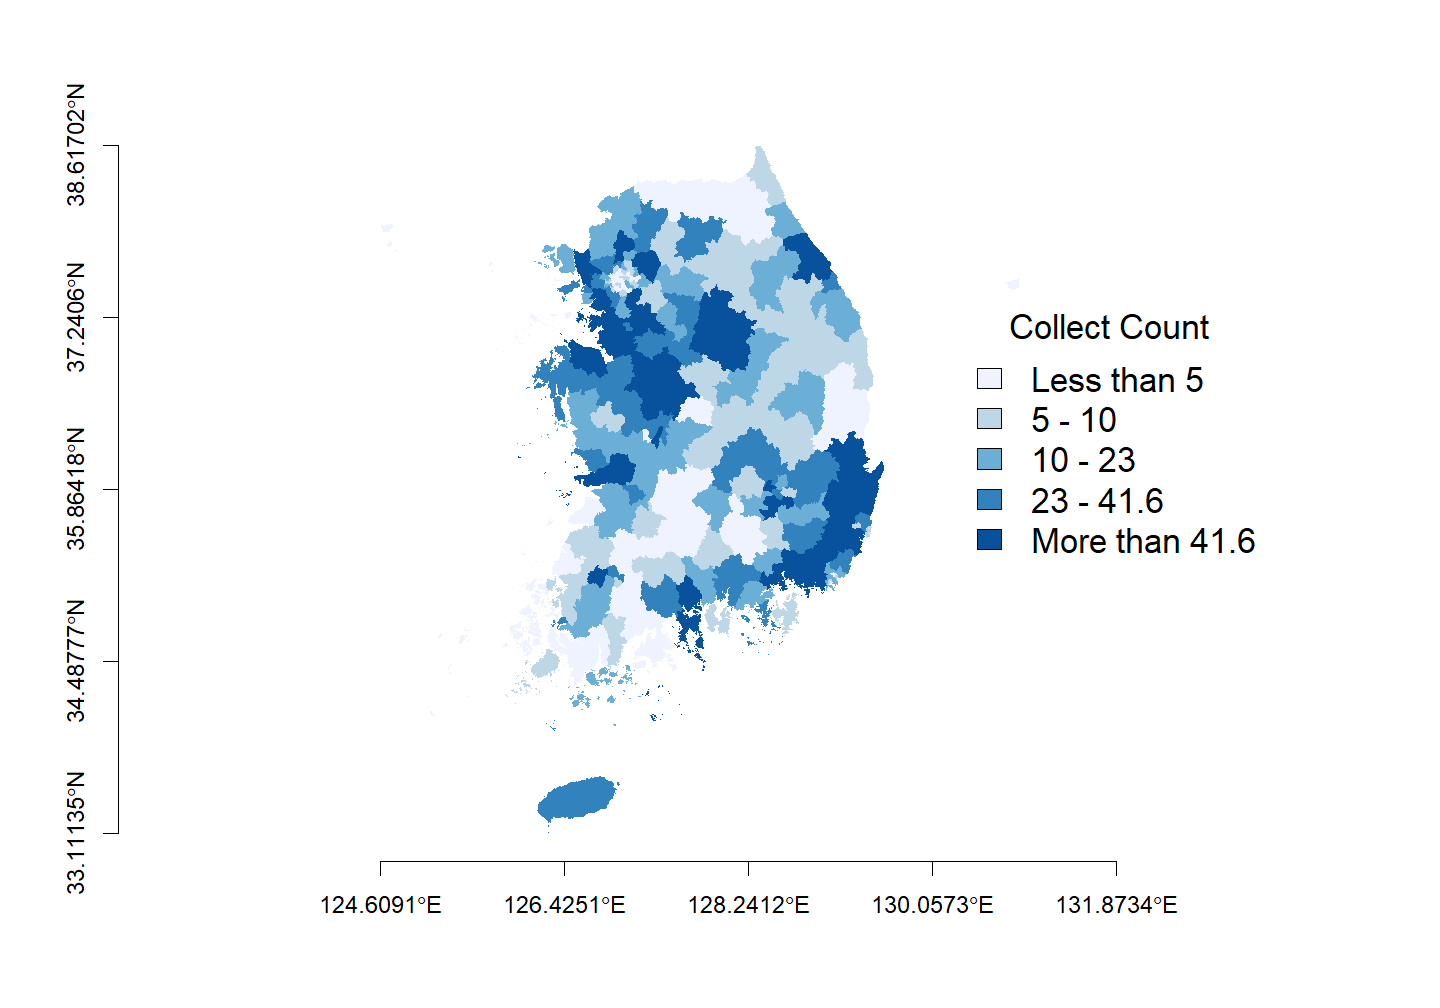 38.61702°N
37.2406°N
35.86418°N
34.48777°N
33.11135°N
Collect Count
Less than 5
5 - 10
10 - 23
23 - 41.6
More than 41.6
124.6091°E
126.4251°E
128.2412°E
130.0573°E
131.8734°E